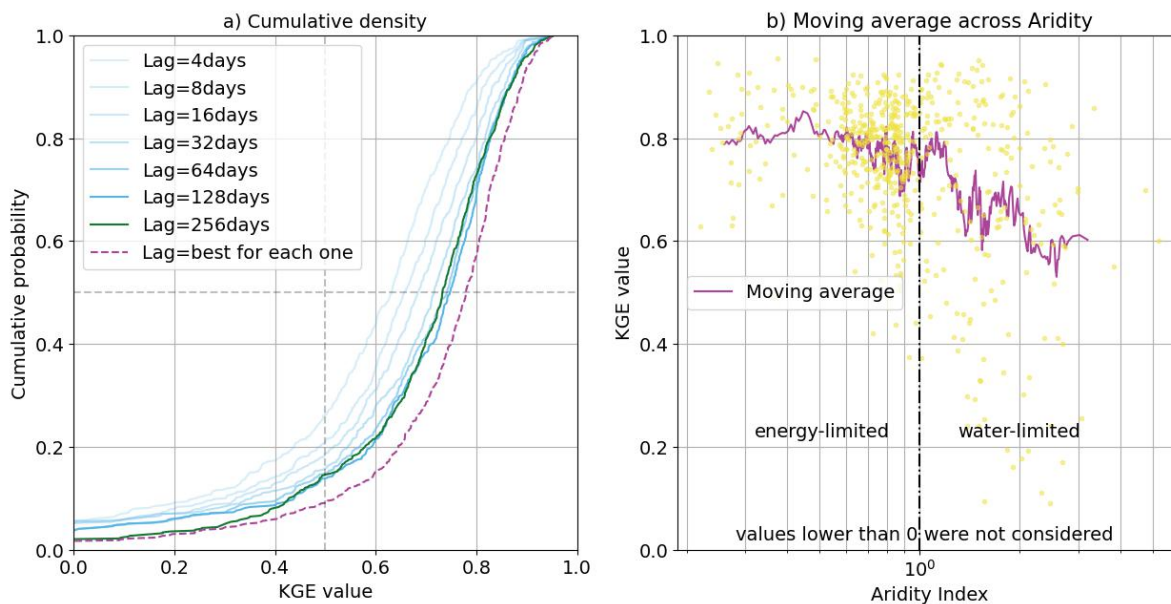 a) Cumulative density
Cumulative probability
1.0
0.8
0.6
0.4
0.2
0.0
Lag=4days
Lag=8days
Lag=16days
Lag=32days
Lag=64days
Lag=128days
Lag=256days
Lag=best for each one
0.0 0.2 0.4 0.6 0.8 1.0
KGE value
b) Moving average across Aridity
KGE value
1.0
0.8
0.6
0.4
0.2
0.0
Moving average
energy-limited water-limited
values lower than 0 were not considered
10⁰
Aridity Index